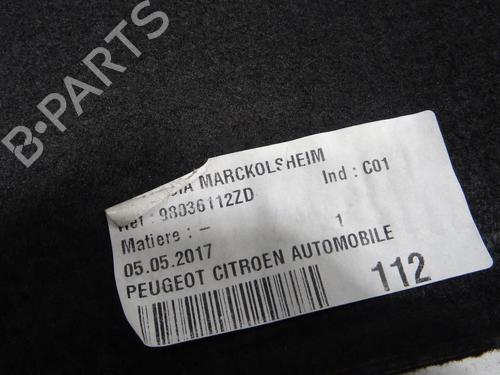 B-PARTS
MARCKOLSHEIM
Ref : 98036112ZD Ind : C01
Matiere : - 1
05.05.2017
PEUGEOT CITROEN AUTOMOBILE
112